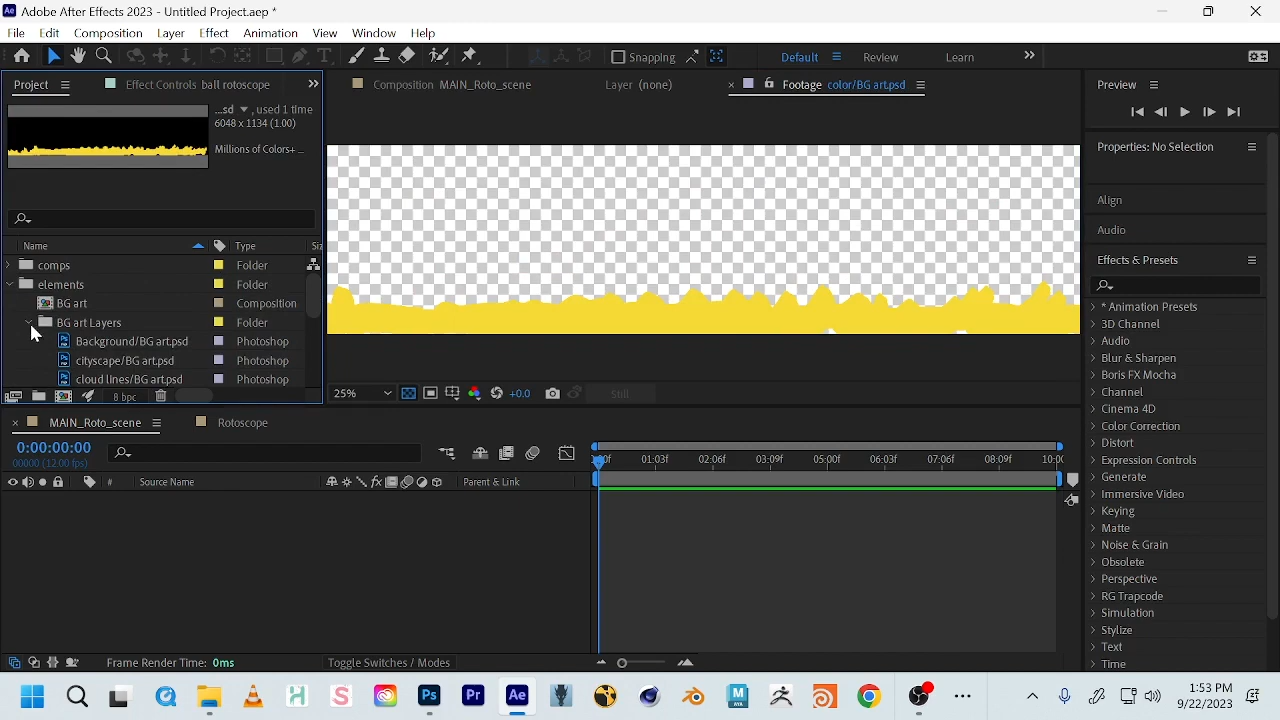 Adobe After Effects 2023 - Untitled Project.aep *
File Edit Composition Layer Effect Animation View Window Help
Snapping
Default
Review
Learn
Project
Effect Controls ball rotoscope
Composition MAIN_Roto_scene
Layer (none)
Footage color/BG art.psd
Preview
...sd ▼ , used 1 time
6048 x 1134 (1.00)
Millions of Colors+ _
Properties: No Selection
Align
Audio
Effects & Presets
Name
Type
Siz
comps Folder
elements Folder
BG art Composition
BG art Layers Folder
Background/BG art.psd Photoshop
cityscape/BG art.psd Photoshop
cloud lines/BG art.psd Photoshop
8 bpc
25%
+0.0
Still
* Animation Presets
3D Channel
Audio
Blur & Sharpen
Boris FX Mocha
Channel
Cinema 4D
Color Correction
Distort
Expression Controls
Generate
Immersive Video
Keying
Matte
Noise & Grain
Obsolete
Perspective
RG Trapcode
Simulation
Stylize
Text
Time
MAIN_Roto_scene
Rotoscope
0:00:00:00
00000 (12.00 fps)
01:03f 02:06f 03:09f 05:00f 06:03f 07:06f 08:09f 10:0
# Source Name
Parent & Link
Frame Render Time: 0ms
Toggle Switches / Modes
1:53 PM
9/22/2023